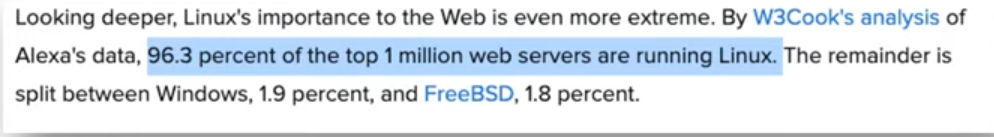 Looking deeper, Linux's importance to the Web is even more extreme. By W3Cook's analysis of
Alexa's data, 96.3 percent of the top 1 million web servers are running Linux. The remainder is
split between Windows, 1.9 percent, and FreeBSD, 1.8 percent.